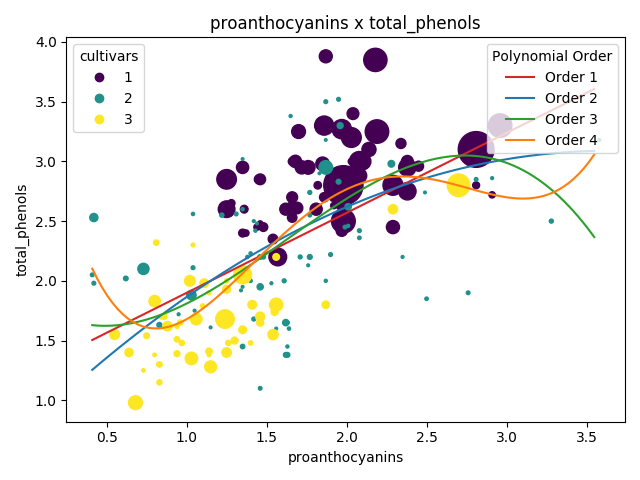 proanthocyanins x total_phenols
cultivars
1
2
3
Polynomial Order
Order 1
Order 2
Order 3
Order 4
total_phenols
4.0
3.5
3.0
2.5
2.0
1.5
1.0
0.5 1.0 1.5 2.0 2.5 3.0 3.5
proanthocyanins